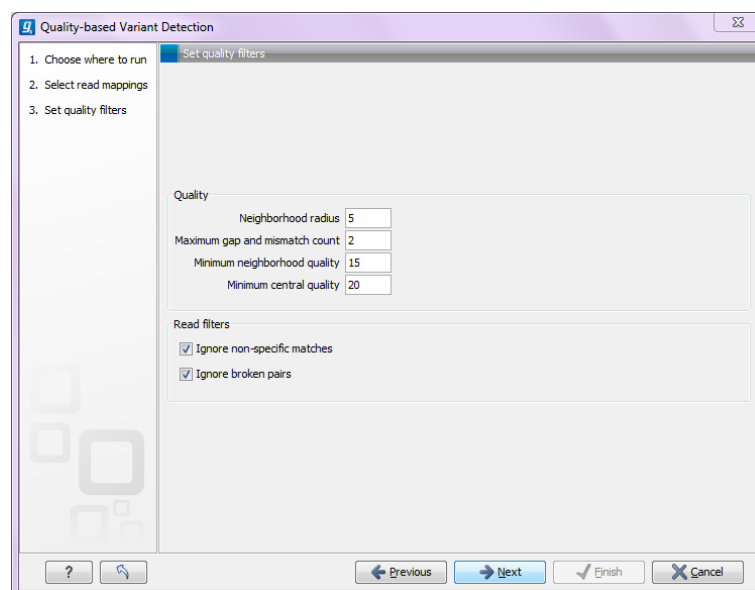 Quality-based Variant Detection
1. Choose where to run
2. Select read mappings
3. Set quality filters
Set quality filters
Quality
Neighborhood radius 5
Maximum gap and mismatch count 2
Minimum neighborhood quality 15
Minimum central quality 20
Read filters
Ignore non-specific matches
Ignore broken pairs
? Previous Next Finish Cancel